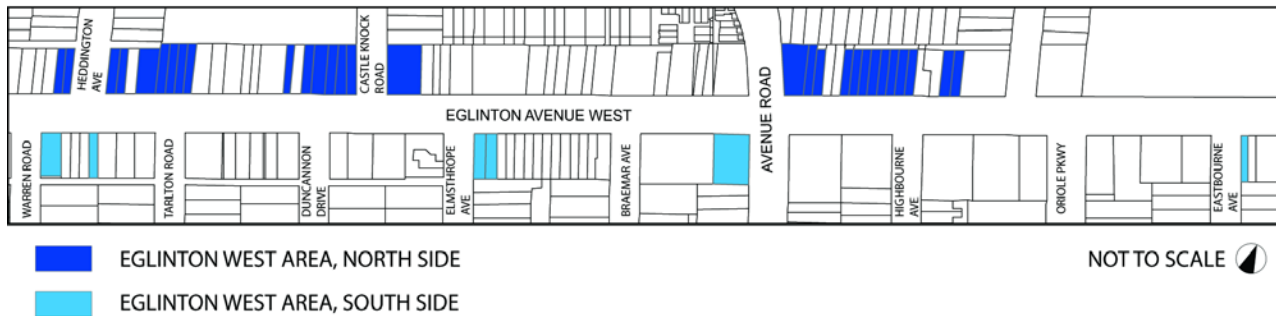 HEDDINGTON
AVE
CASTLE KNOCK
ROAD
EGLINTON AVENUE WEST
AVENUE ROAD
WARREN ROAD
TARLTON ROAD
DUNCANNON
DRIVE
ELMSTHROPE
AVE
BRAEMAR AVE
HIGHBOURNE
AVE
ORIOLE PKWY
EASTBOURNE
AVE
EGLINTON WEST AREA, NORTH SIDE
NOT TO SCALE
EGLINTON WEST AREA, SOUTH SIDE